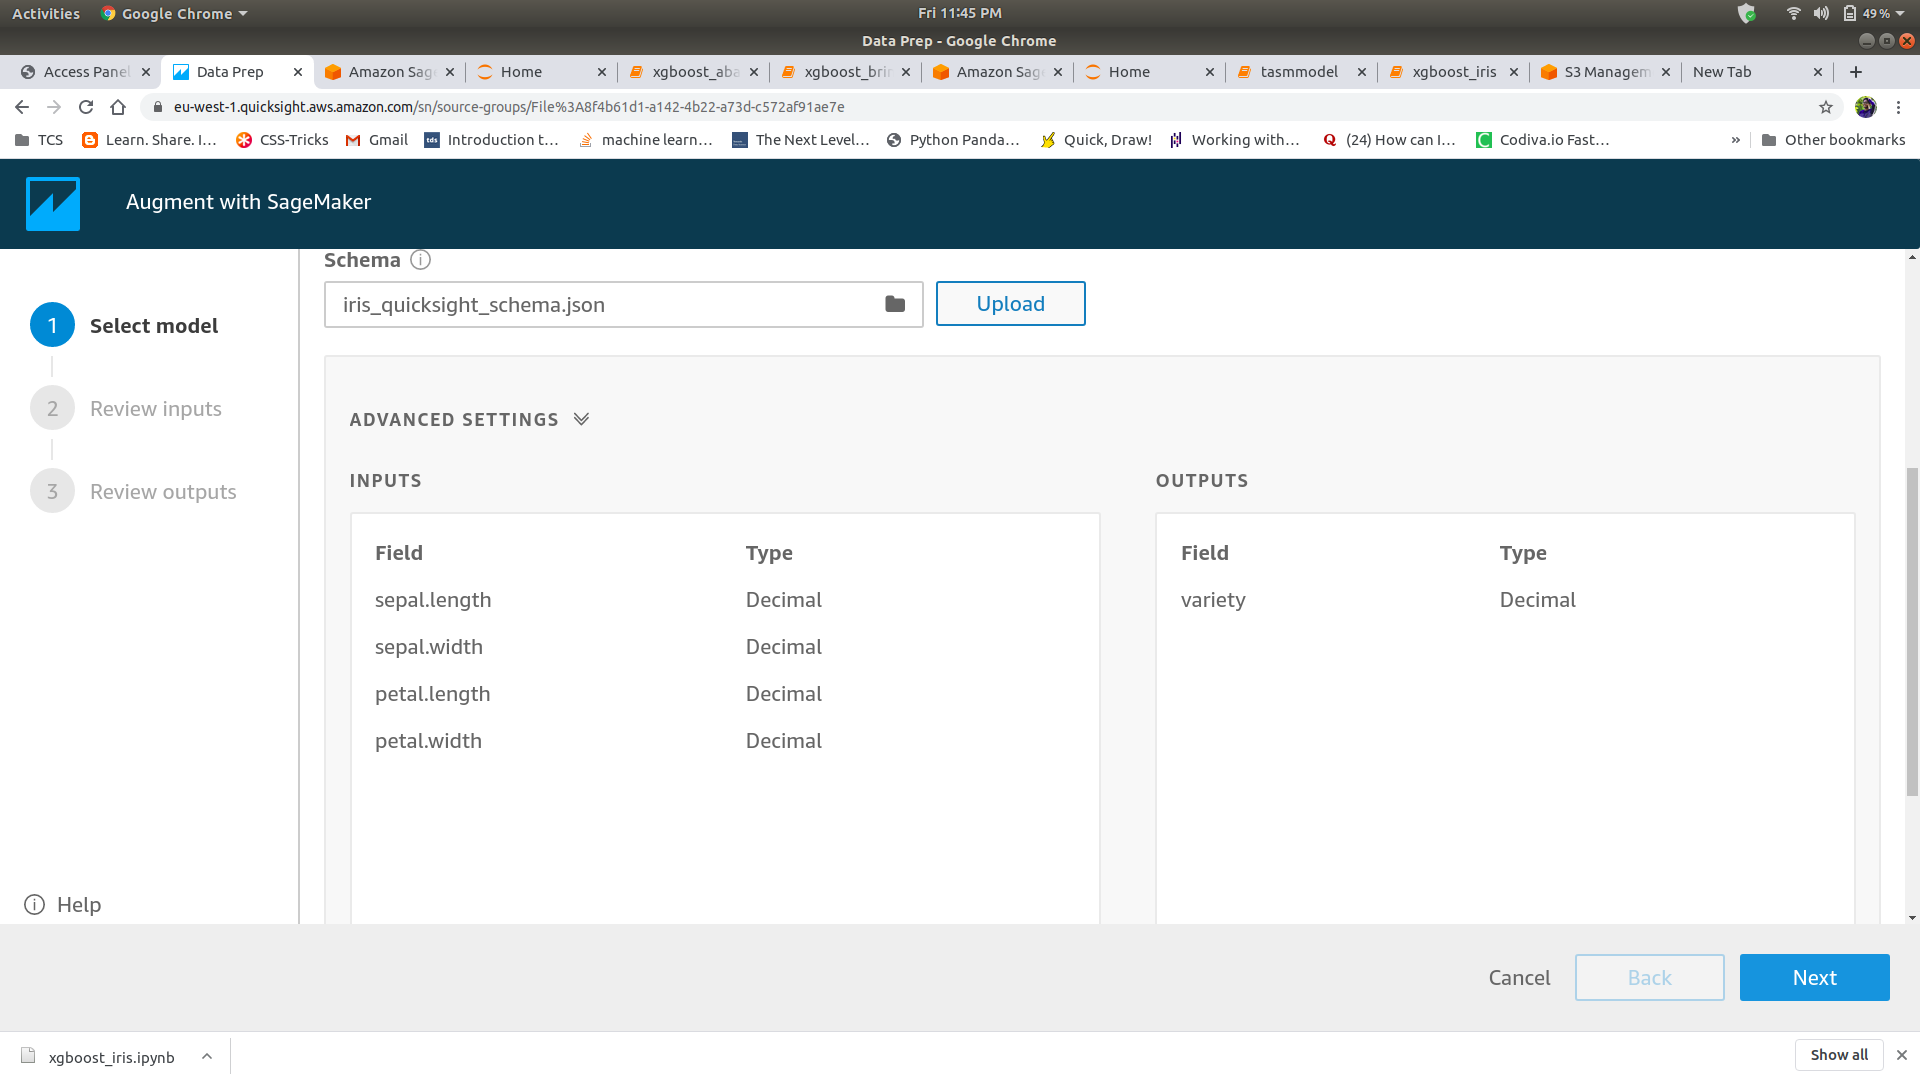 Activities Google Chrome Fri 11:45 PM 49%
Data Prep - Google Chrome
Access Panel Data Prep Amazon Sag Home xgboost_aba xgboost_brin Amazon Sag Home tasmmodel xgboost_iris S3 Managem New Tab
eu-west-1.quicksight.aws.amazon.com/sn/source-groups/File%3A8f4b61d1-a142-4b22-a73d-c572af91ae7e
TCS Learn. Share. I... CSS-Tricks Gmail tds Introduction t... machine learn... The Next Level... Python Panda... Quick, Draw! Working with... (24) How can I... Codiva.io Fast... » Other bookmarks
Augment with SageMaker
Schema
iris_quicksight_schema.json Upload
1 Select model
2 Review inputs
3 Review outputs
ADVANCED SETTINGS
INPUTS OUTPUTS
Field Type Field Type
sepal.length Decimal variety Decimal
sepal.width Decimal
petal.length Decimal
petal.width Decimal
Help
Cancel Back Next
xgboost_iris.ipynb Show all